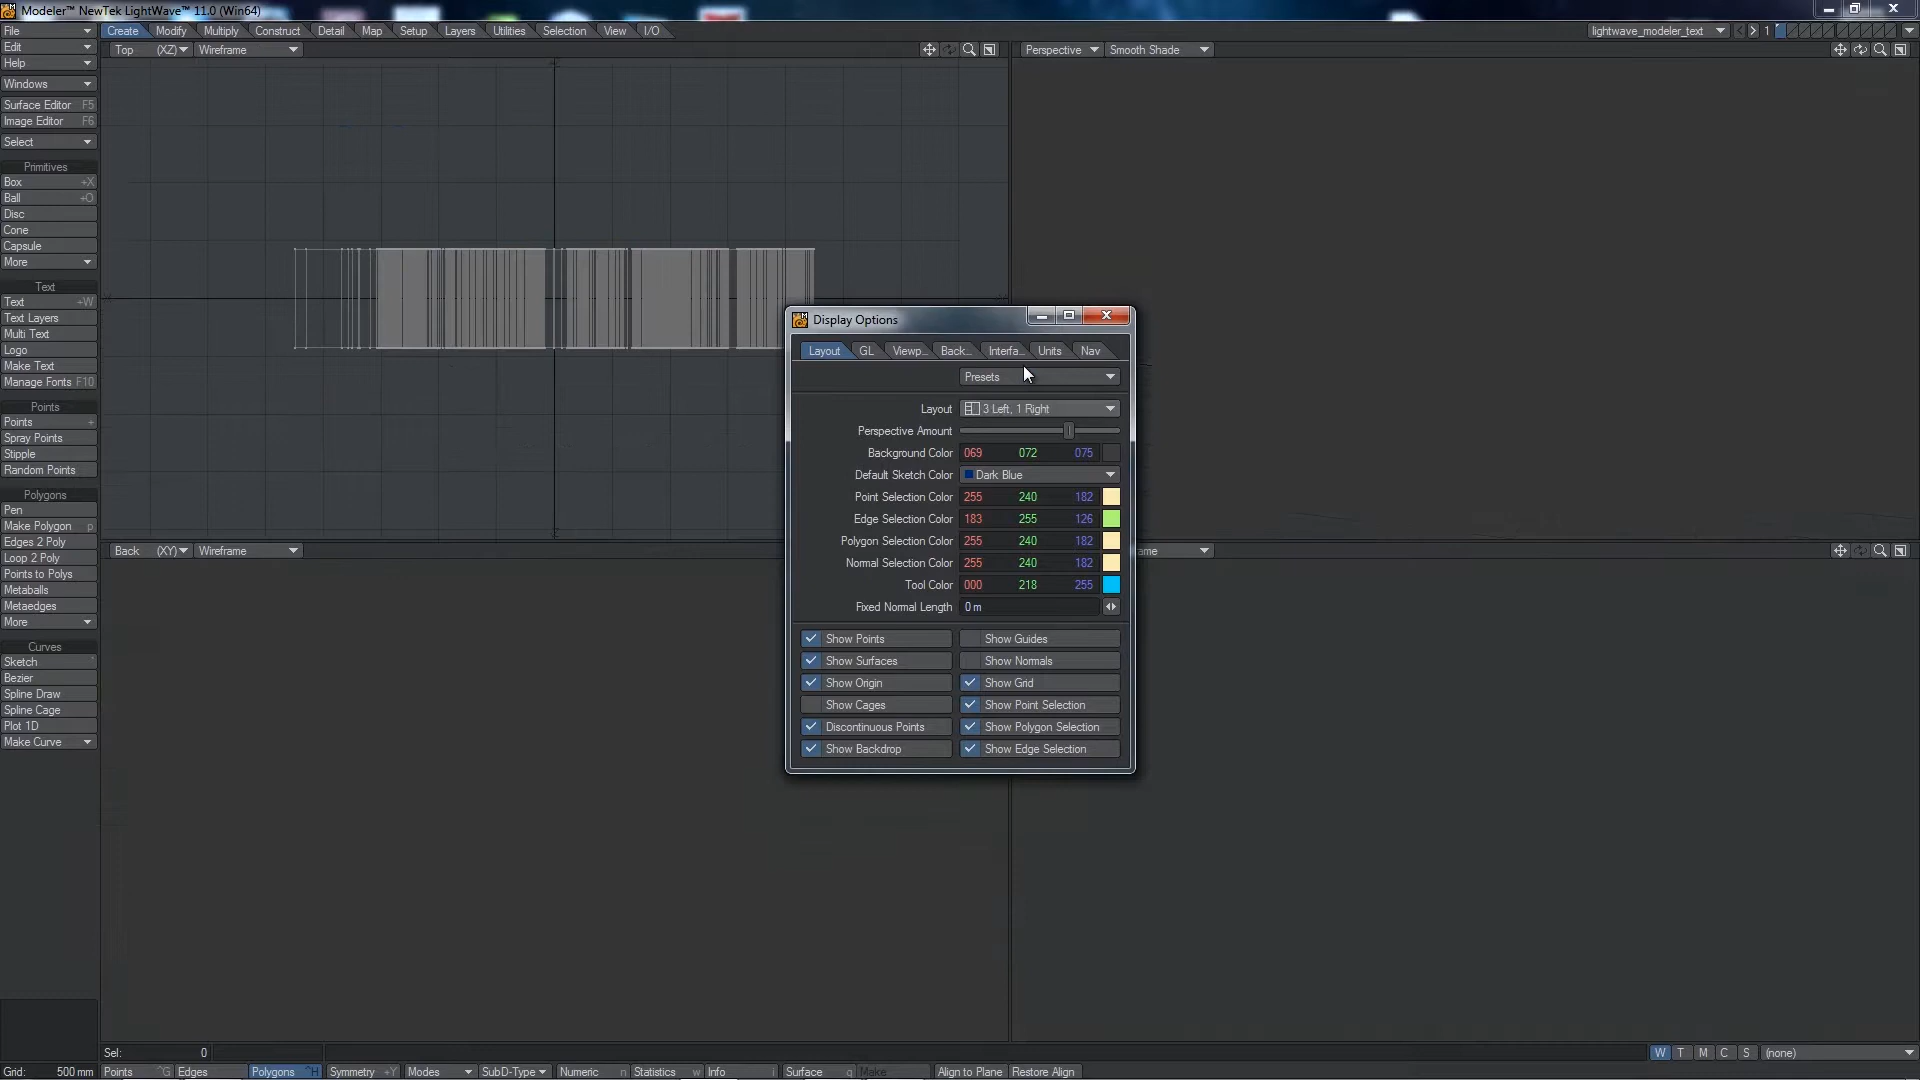 Modeler™ NewTek LightWave™ 11.0 (Win64)
File Create Modify Multiply Construct Detail Map Setup Layers Utilities Selection View I/O lightwave_modeler_text 1
Edit
Top (XZ) Wireframe Perspective Smooth Shade
Help
Windows
Surface Editor F5
Image Editor F6
Select
Primitives
Box +X
Ball +O
Disc
Cone
Capsule
More
Text
Text +W
Text Layers
Multi Text
Logo
Make Text
Manage Fonts F10
Points
Points +
Spray Points
Stipple
Random Points
Polygons
Pen
Make Polygon p
Edges 2 Poly
Loop 2 Poly
Points to Polys
Metaballs
Metaedges
More
Curves
Sketch '
Bezier
Spline Draw
Spline Cage
Plot 1D
Make Curve
Display Options
Layout GL Viewp... Back... Interfa... Units Nav
Presets
Layout 3 Left, 1 Right
Perspective Amount
Background Color 069 072 075
Default Sketch Color Dark Blue
Point Selection Color 255 240 182
Edge Selection Color 183 255 126
Polygon Selection Color 255 240 182
Normal Selection Color 255 240 182
Tool Color 000 218 255
Fixed Normal Length 0 m
Show Points Show Guides
Show Surfaces Show Normals
Show Origin Show Grid
Show Cages Show Point Selection
Discontinuous Points Show Polygon Selection
Show Backdrop Show Edge Selection
Back (XY) Wireframe ame
Sel: 0 W T M C S (none)
Grid: 500 mm Points ^G Edges Polygons ^H Symmetry +Y Modes SubD-Type Numeric n Statistics w Info i Surface q Make Align to Plane Restore Align